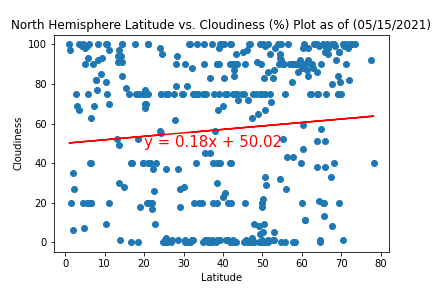 North Hemisphere Latitude vs. Cloudiness (%) Plot as of (05/15/2021)
100
80
60
40
20
0
Cloudiness
y = 0.18x + 50.02
0 10 20 30 40 50 60 70 80
Latitude